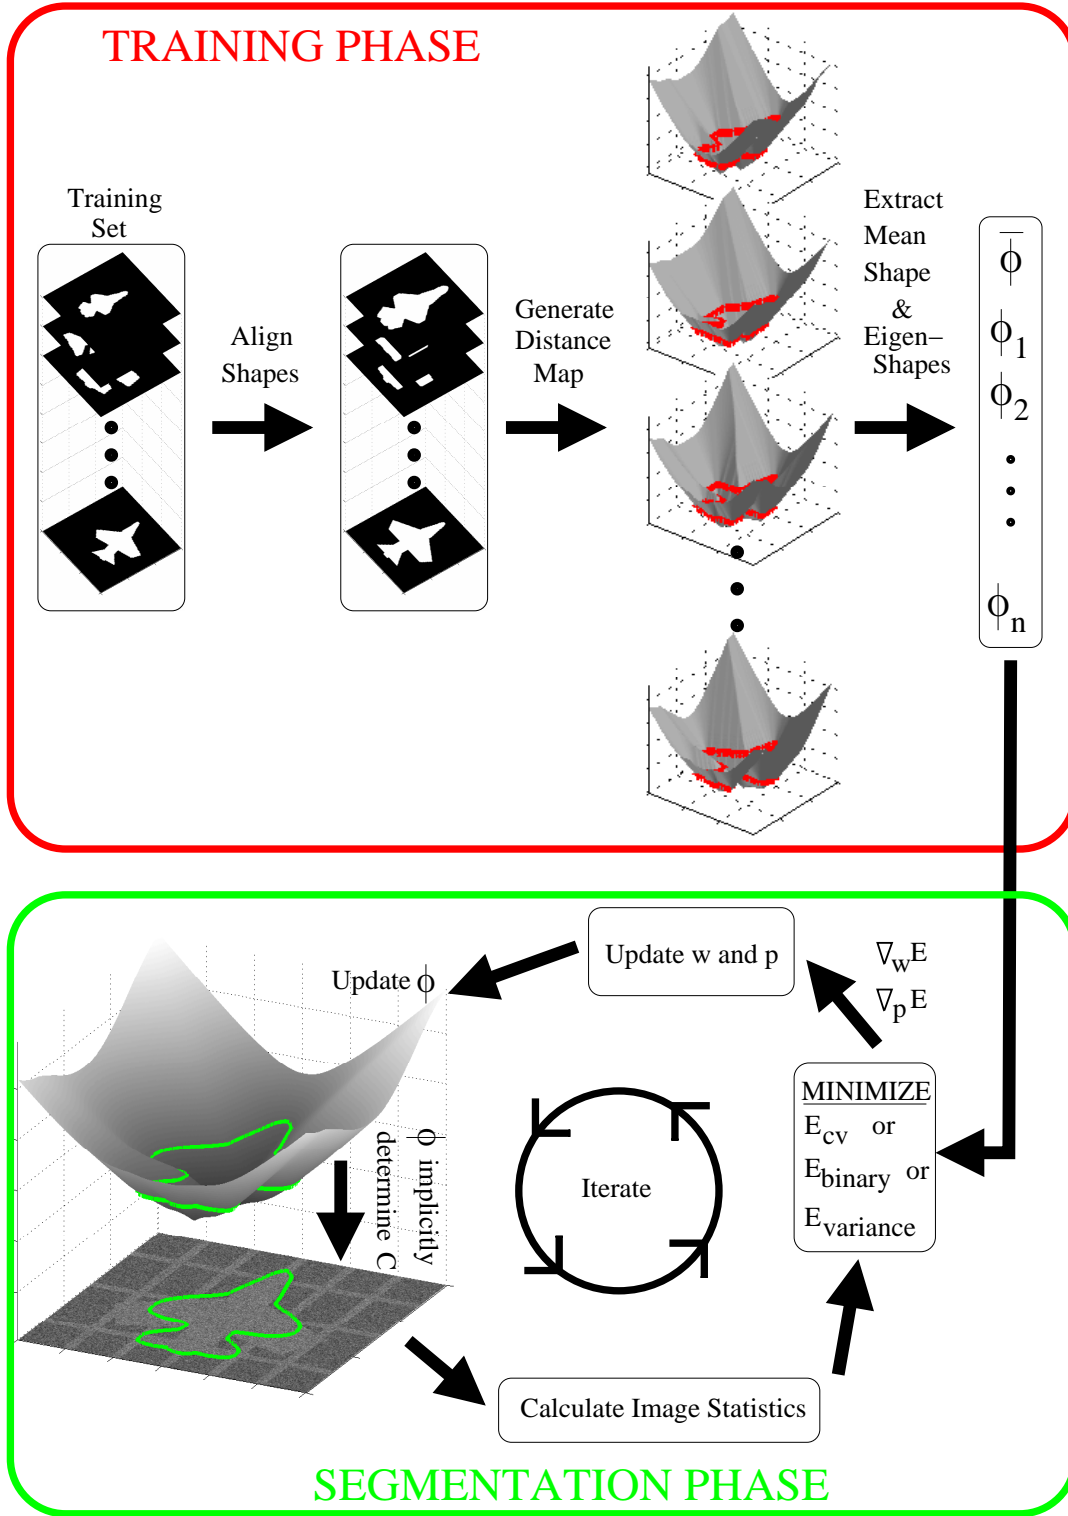 TRAINING PHASE
Training
Set
Align
Shapes
Generate
Distance
Map
Extract
Mean
Shape
&
Eigen−
Shapes
ϕ̅
ϕ1
ϕ2
ϕn
Update w and p
∇wE
∇pE
Update ϕ
MINIMIZE
Ecv or
Ebinary or
Evariance
ϕ implicitly
determine C
Iterate
Calculate Image Statistics
SEGMENTATION PHASE